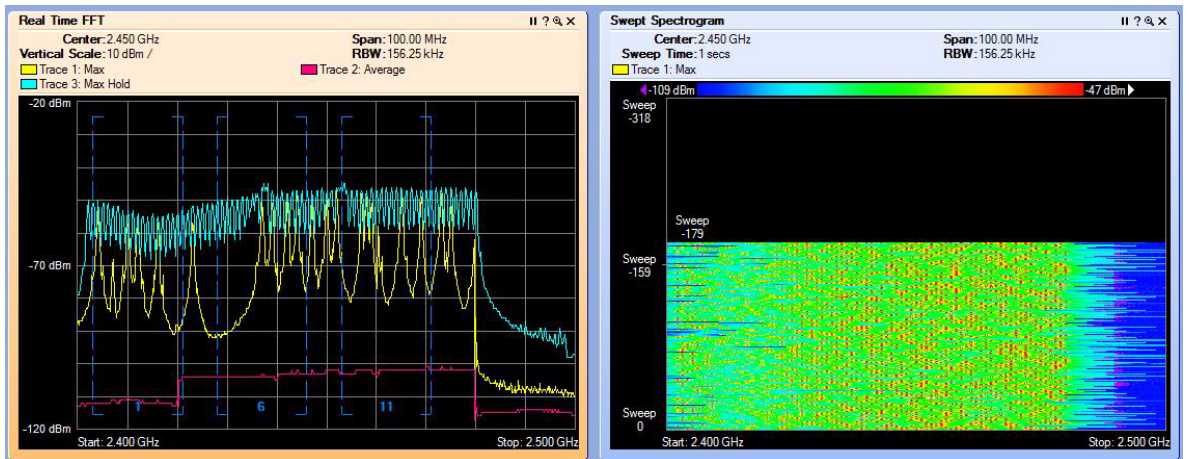 Real Time FFT
Center: 2.450 GHz Span: 100.00 MHz
Vertical Scale: 10 dBm / RBW: 156.25 kHz
Trace 1: Max Trace 2: Average
Trace 3: Max Hold
-20 dBm
-70 dBm
1 6 11
-120 dBm
Start: 2.400 GHz Stop: 2.500 GHz
Swept Spectrogram
Center: 2.450 GHz Span: 100.00 MHz
Sweep Time: 1 secs RBW: 156.25 kHz
Trace 1: Max
-109 dBm -47 dBm
Sweep
-318
Sweep
-179
Sweep
-159
Sweep
0
Start: 2.400 GHz Stop: 2.500 GHz